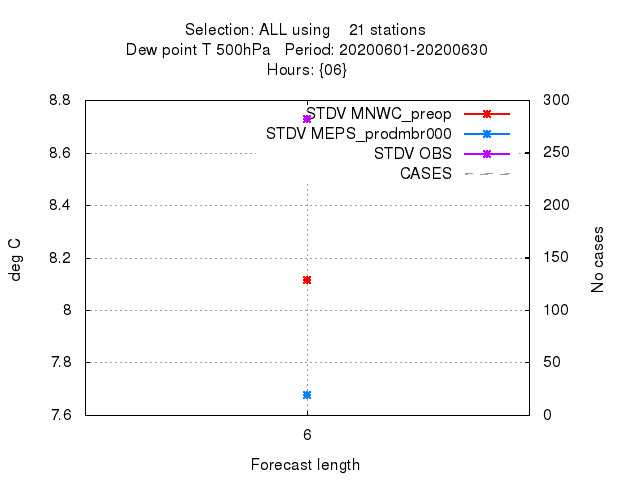 Selection: ALL using 21 stations
Dew point T 500hPa Period: 20200601-20200630
Hours: {06}
8.8
8.6
8.4
8.2
8
7.8
7.6
deg C
STDV MNWC_preop
STDV MEPS_prodmbr000
STDV OBS
CASES
300
250
200
150
100
50
0
No cases
6
Forecast length